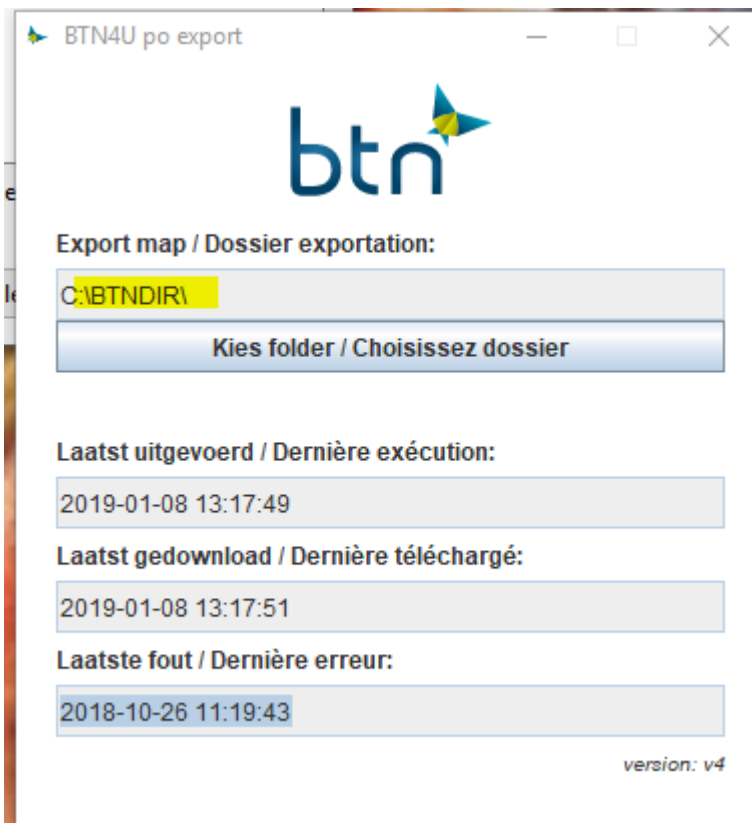 BTN4U po export
btn
Export map / Dossier exportation:
C:\BTNDIR\
Kies folder / Choisissez dossier
Laatst uitgevoerd / Dernière exécution:
2019-01-08 13:17:49
Laatst gedownload / Dernière téléchargé:
2019-01-08 13:17:51
Laatste fout / Dernière erreur:
2018-10-26 11:19:43
version: v4